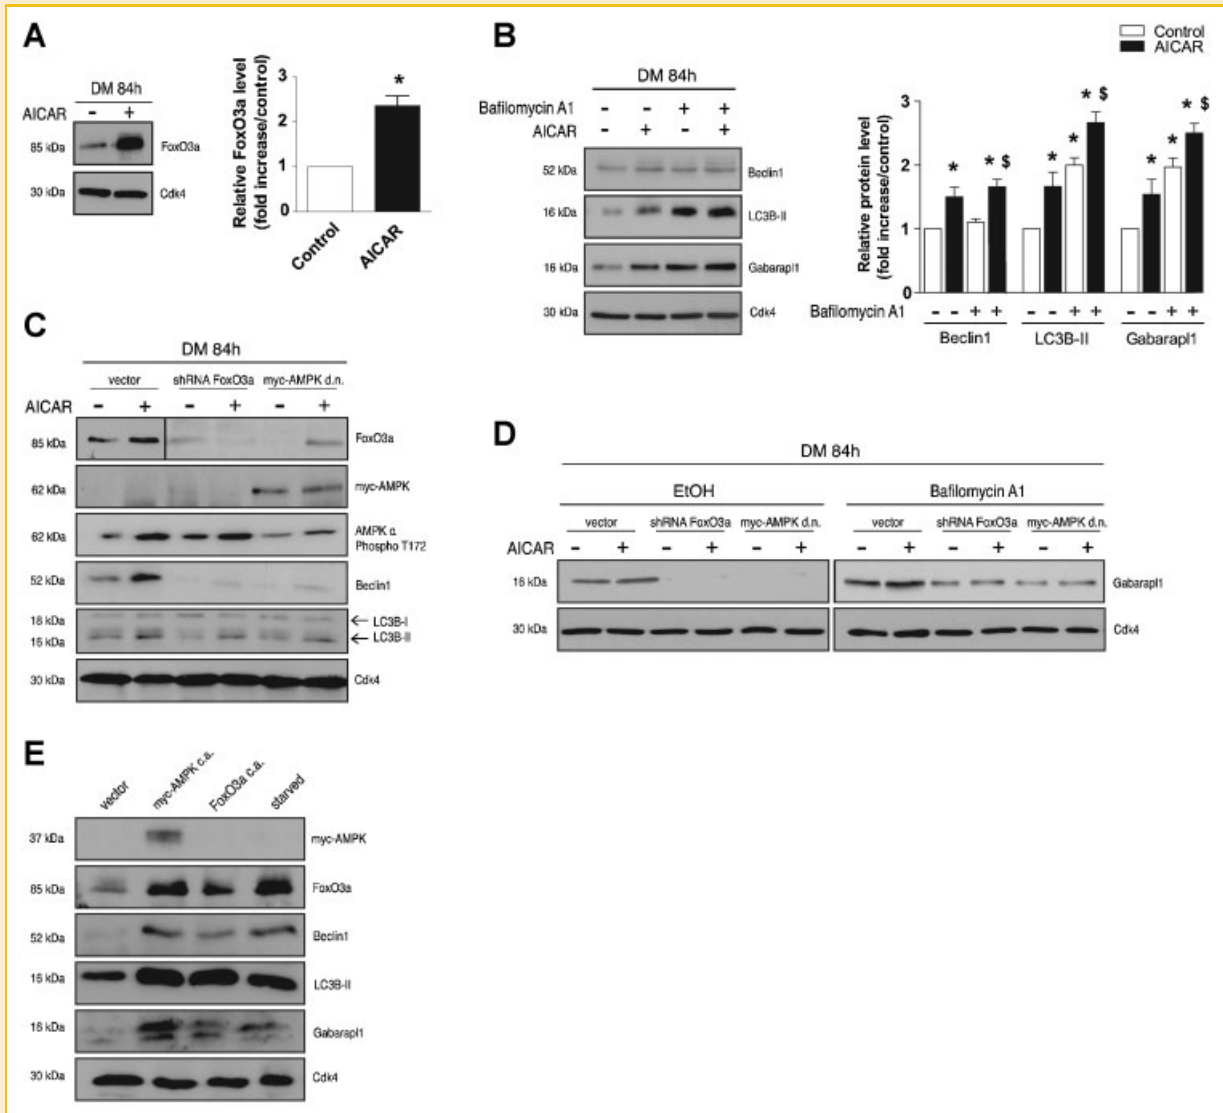 A
DM 84h
AICAR - +
85 kDa FoxO3a
30 kDa Cdk4
Relative FoxO3a level
(fold increase/control)
3
2
1
0
*
Control AICAR
B
DM 84h
Bafilomycin A1 - - + +
AICAR - + - +
52 kDa Beclin1
16 kDa LC3B-II
16 kDa Gabarapl1
30 kDa Cdk4
Control
AICAR
Relative protein level
(fold increase/control)
3
2
1
0
* * $ * * * $ * * * $
Bafilomycin A1 - - + + - - + + - - + +
Beclin1 LC3B-II Gabarapl1
C
DM 84h
vector shRNA FoxO3a myc-AMPK d.n.
AICAR - + - + - +
85 kDa FoxO3a
62 kDa myc-AMPK
62 kDa AMPK α
Phospho T172
52 kDa Beclin1
18 kDa ← LC3B-I
16 kDa ← LC3B-II
30 kDa Cdk4
D
DM 84h
EtOH Bafilomycin A1
vector shRNA FoxO3a myc-AMPK d.n. vector shRNA FoxO3a myc-AMPK d.n.
AICAR - + - + - + - + - + - +
16 kDa Gabarapl1
30 kDa Cdk4
E
vector myc-AMPK c.a. FoxO3a c.a. starved
37 kDa myc-AMPK
85 kDa FoxO3a
52 kDa Beclin1
16 kDa LC3B-II
16 kDa Gabarapl1
30 kDa Cdk4